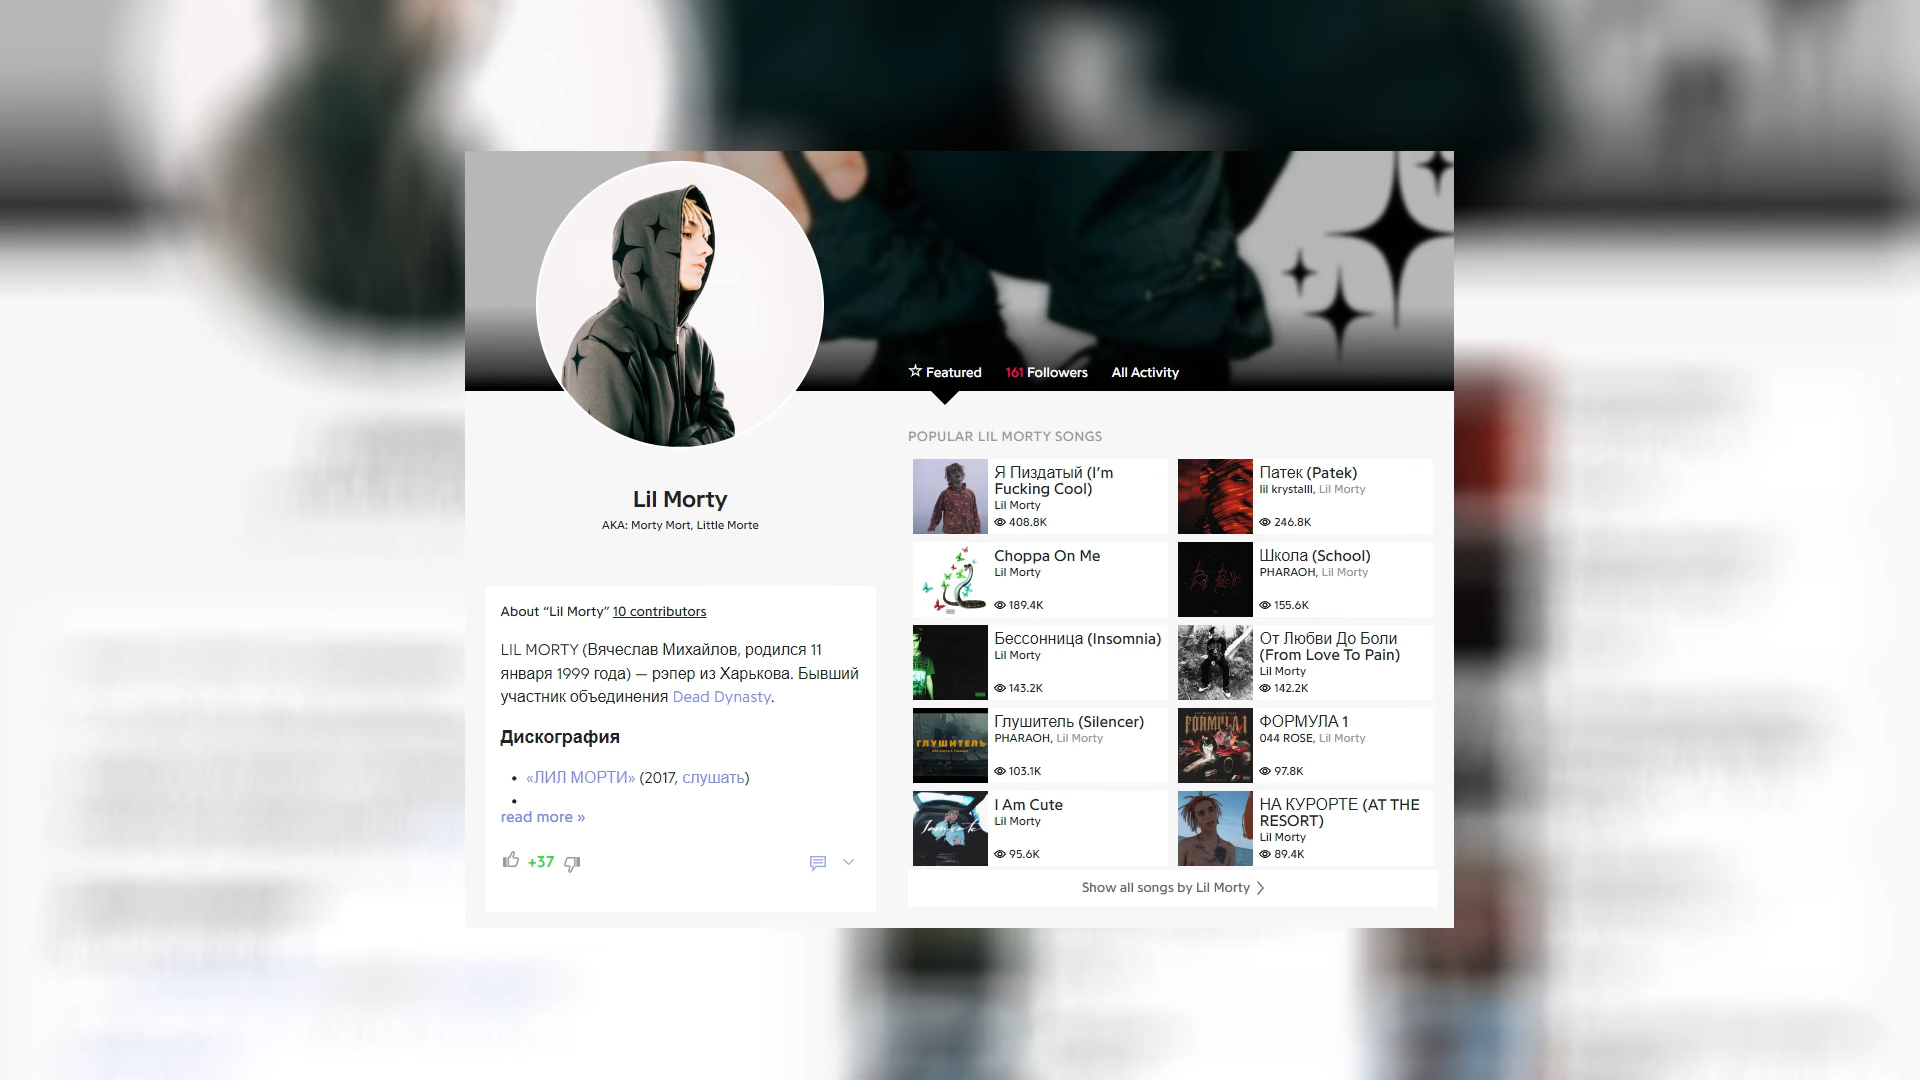 Featured
161 Followers
All Activity
Lil Morty
AKA: Morty Mort, Little Morte
About “Lil Morty” 10 contributors
LIL MORTY (Вячеслав Михайлов, родился 11
января 1999 года) — рэпер из Харькова. Бывший
участник объединения Dead Dynasty.
Дискография
• «ЛИЛ МОРТИ» (2017, слушать)
•
read more »
+37
POPULAR LIL MORTY SONGS
Я Пиздатый (I’m
Fucking Cool)
Lil Morty
408.8K
Патек (Patek)
lil krystalll, Lil Morty
246.8K
Choppa On Me
Lil Morty
189.4K
Школа (School)
PHARAOH, Lil Morty
155.6K
Бессонница (Insomnia)
Lil Morty
143.2K
От Любви До Боли
(From Love To Pain)
Lil Morty
142.2K
ГЛУШИТЕЛЬ
Глушитель (Silencer)
PHARAOH, Lil Morty
103.1K
FORMULA 1
ФОРМУЛА 1
044 ROSE, Lil Morty
97.8K
I am cute
I Am Cute
Lil Morty
95.6K
НА КУРОРТЕ (AT THE
RESORT)
Lil Morty
89.4K
Show all songs by Lil Morty